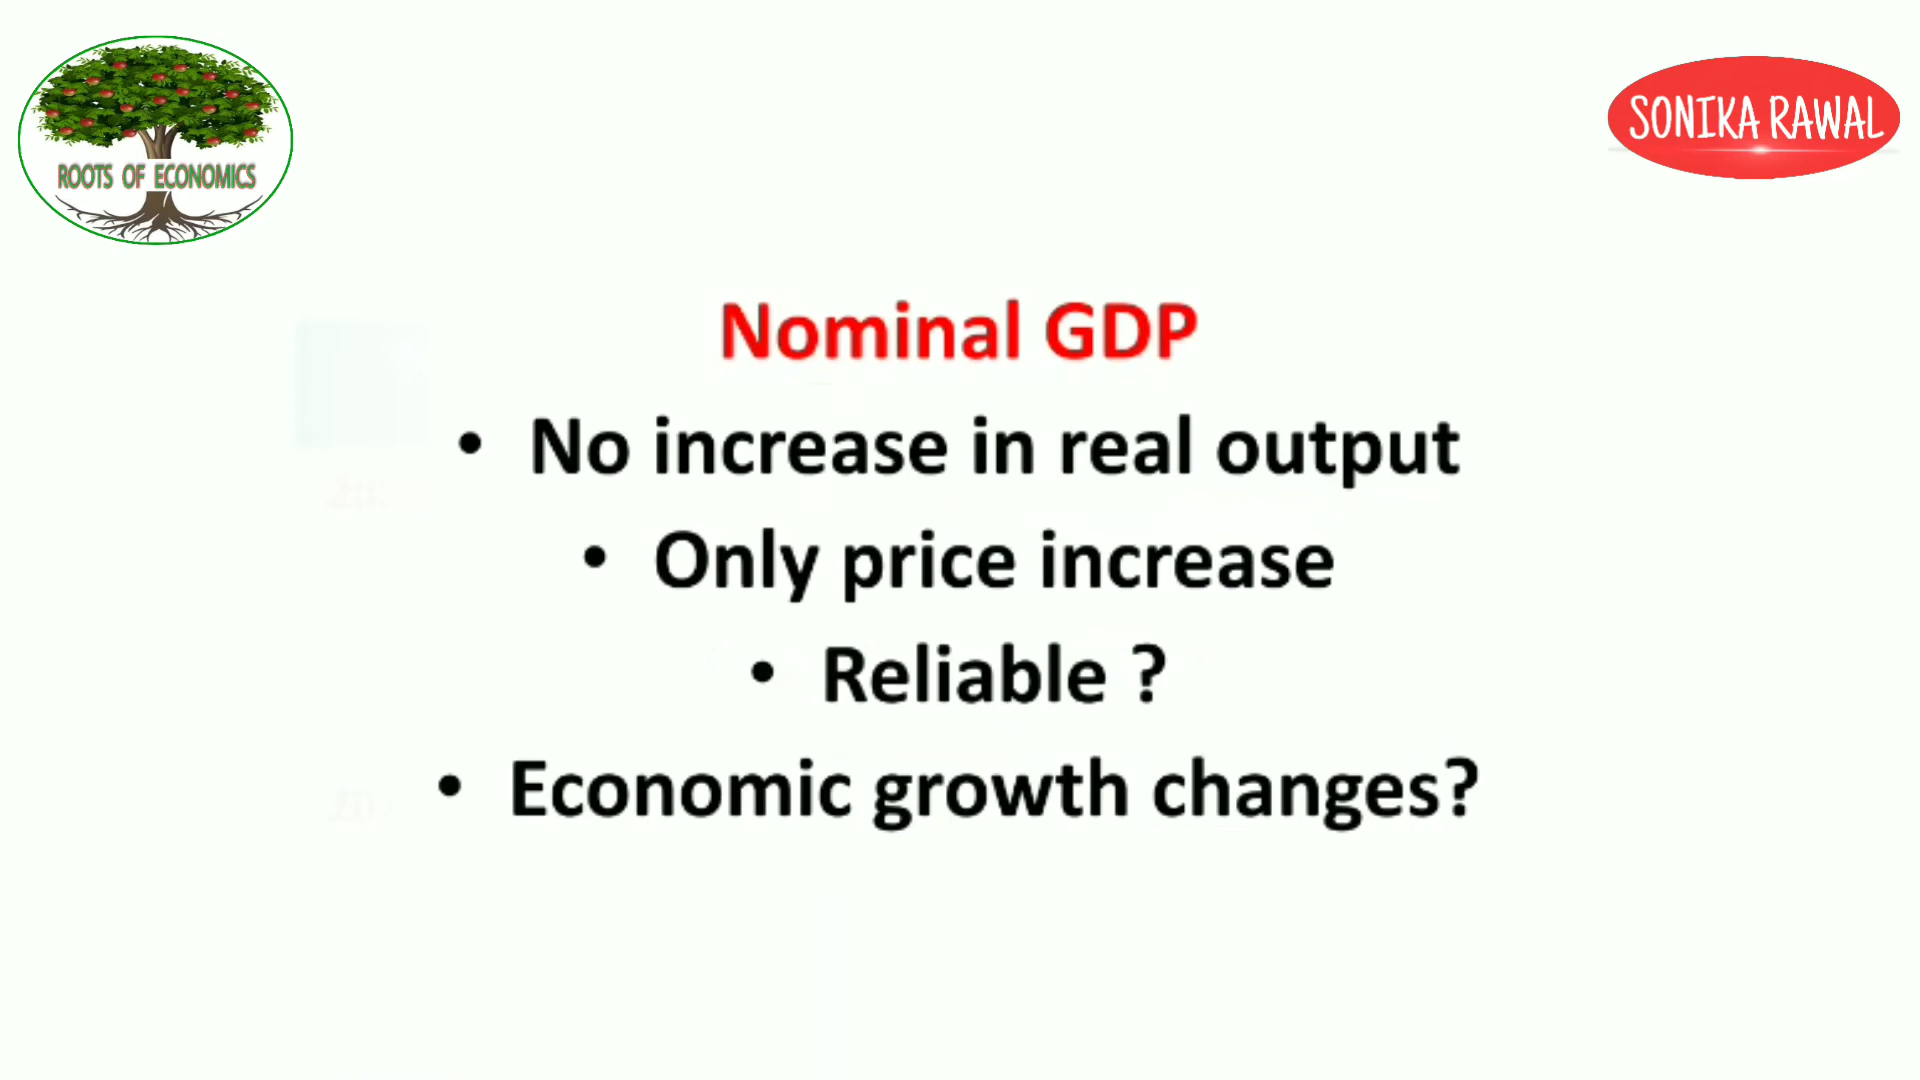 ROOTS OF ECONOMICS
SONIKA RAWAL
Nominal GDP
• No increase in real output
• Only price increase
• Reliable ?
• Economic growth changes?